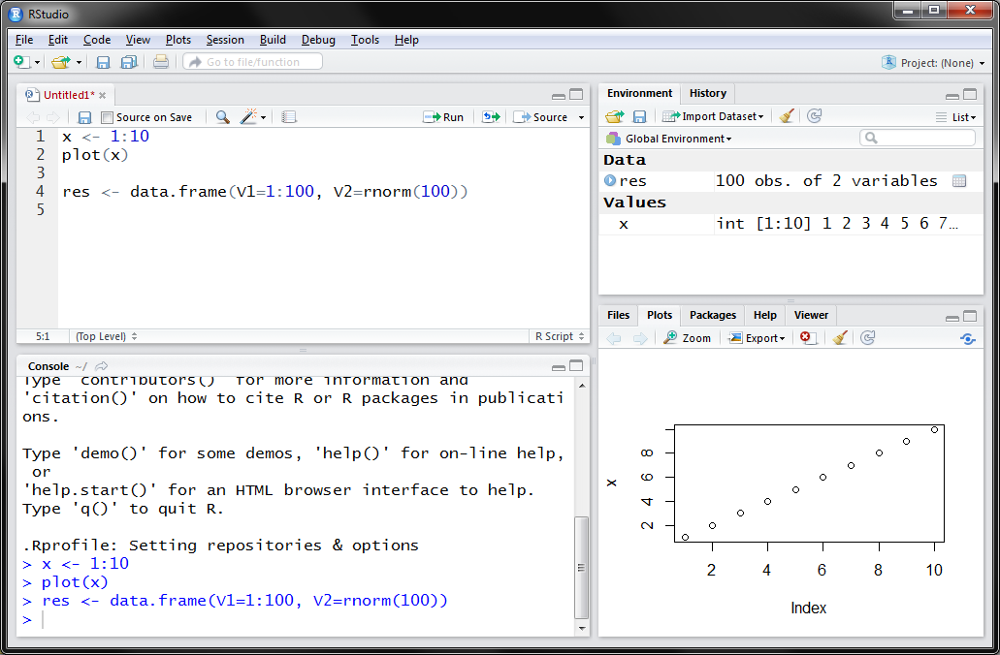 RStudio
File Edit Code View Plots Session Build Debug Tools Help
Go to file/function
Project: (None)
Untitled1*
Source on Save Run Source
1 x <- 1:10
2 plot(x)
3
4 res <- data.frame(V1=1:100, V2=rnorm(100))
5
5:1 (Top Level) R Script
Console ~/
Type 'contributors()' for more information and
'citation()' on how to cite R or R packages in publicati
ons.
Type 'demo()' for some demos, 'help()' for on-line help,
or
'help.start()' for an HTML browser interface to help.
Type 'q()' to quit R.
.Rprofile: Setting repositories & options
> x <- 1:10
> plot(x)
> res <- data.frame(V1=1:100, V2=rnorm(100))
>
Environment History
Import Dataset List
Global Environment
Data
res 100 obs. of 2 variables
Values
x int [1:10] 1 2 3 4 5 6 7…
Files Plots Packages Help Viewer
Zoom Export
8
6
4
2
x
2 4 6 8 10
Index